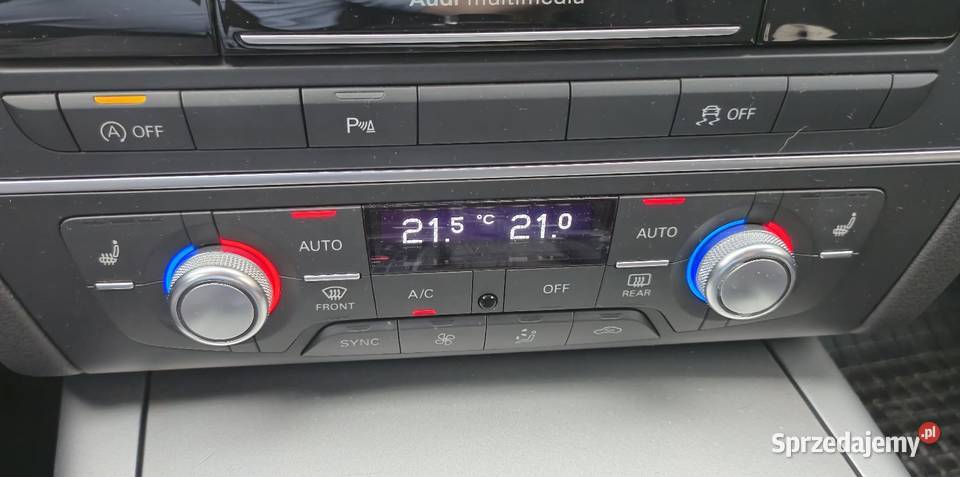 Audi multimedia
A OFF
P
OFF
21.5 °C 21.0
AUTO
AUTO
FRONT
A/C
OFF
REAR
SYNC
Sprzedajemy.pl